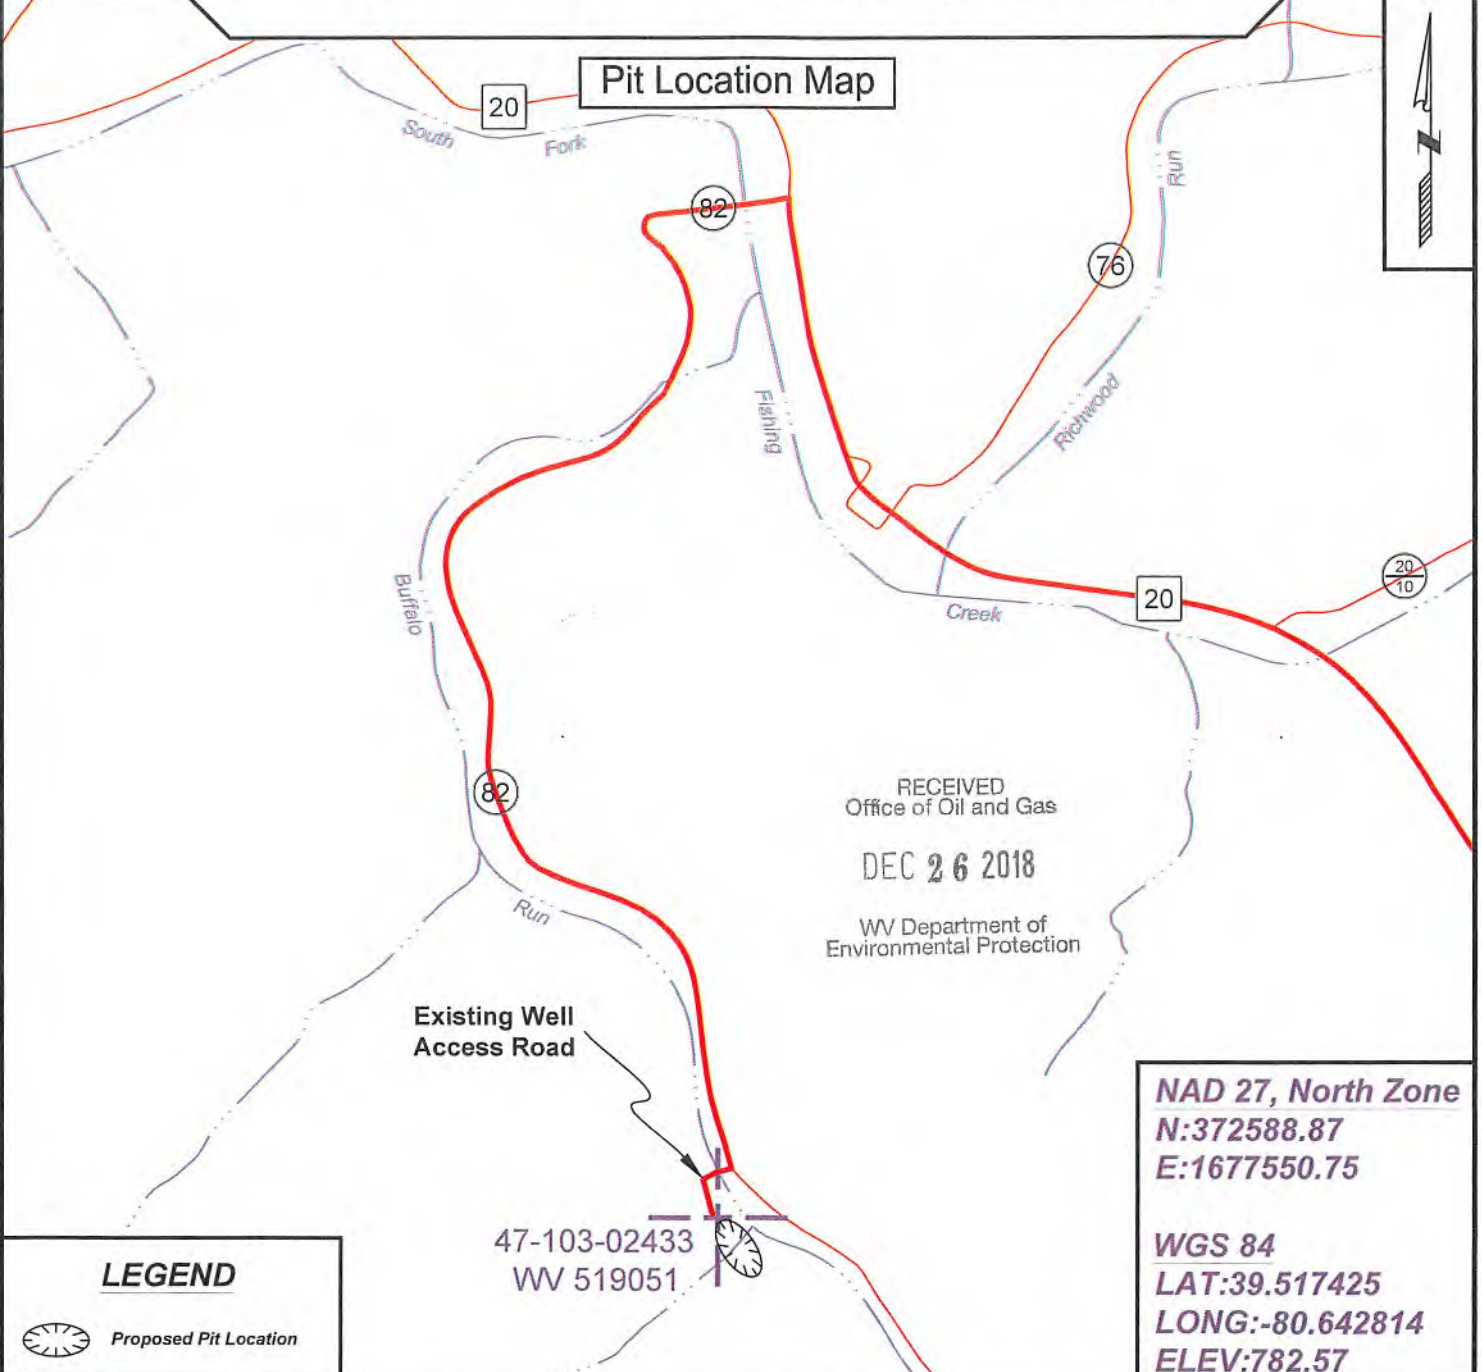 Pit Location Map
20
South
Fork
Run
82
76
Fishing
Richwood
Buffalo
Creek
20
20
10
82
Run
RECEIVED
Office of Oil and Gas
DEC 26 2018
WV Department of
Environmental Protection
Existing Well
Access Road
47-103-02433
WV 519051
LEGEND
Proposed Pit Location
NAD 27, North Zone
N:372588.87
E:1677550.75
WGS 84
LAT:39.517425
LONG:-80.642814
ELEV:782.57